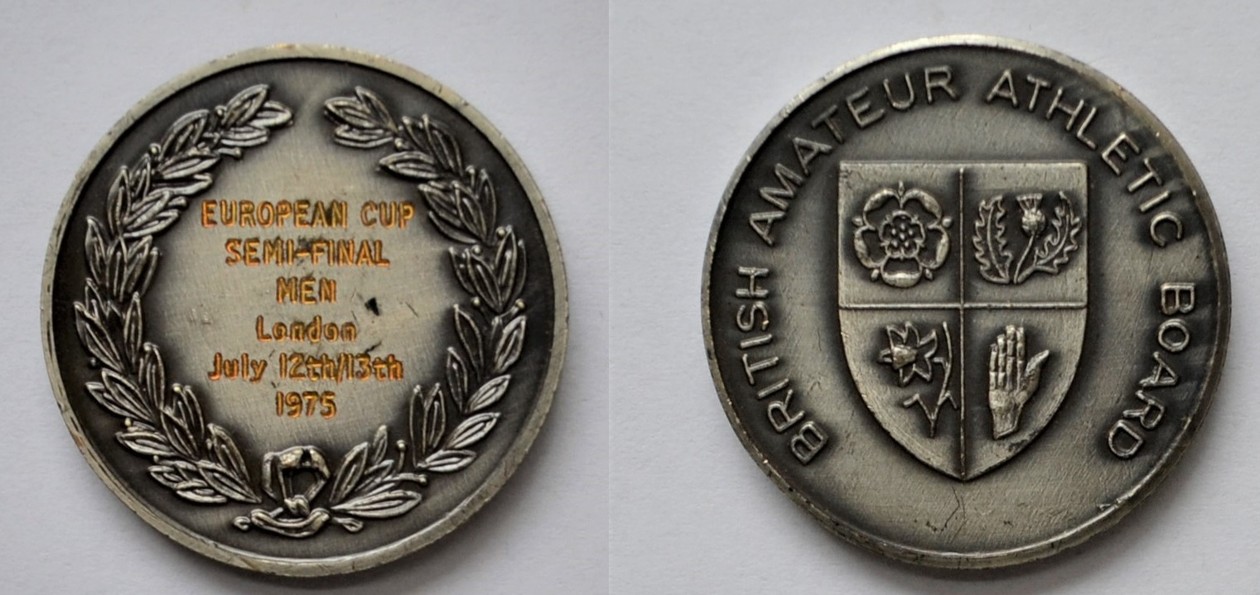 EUROPEAN CUP
SEMI-FINAL
MEN
London
July 12th/13th
1975
BRITISH AMATEUR ATHLETIC BOARD